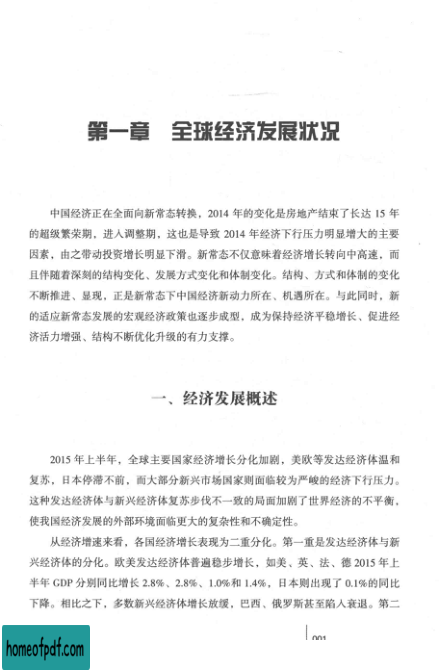 第一章 全球经济发展状况
中国经济正在全面向新常态转换，2014 年的变化是房地产结束了长达 15 年
的超级繁荣期，进入调整期，这也是导致 2014 年经济下行压力明显增大的主要
因素，由之带动投资增长明显下滑。新常态不仅意味着经济增长转向中高速，而
且伴随着深刻的结构变化、发展方式变化和体制变化。结构、方式和体制的变化
不断推进、显现，正是新常态下中国经济新动力所在、机遇所在。与此同时，新
的适应新常态发展的宏观经济政策也逐步成型，成为保持经济平稳增长、促进经
济活力增强、结构不断优化升级的有力支撑。
一、经济发展概述
2015 年上半年，全球主要国家经济增长分化加剧，美欧等发达经济体温和
复苏，日本停滞不前，而大部分新兴市场国家则面临较为严峻的经济下行压力。
这种发达经济体与新兴经济体复苏步伐不一致的局面加剧了世界经济的不平衡，
使我国经济发展的外部环境面临更大的复杂性和不确定性。
从经济增速来看，各国经济增长表现为二重分化。第一重是发达经济体与新
兴经济体的分化。欧美发达经济体普遍稳步增长，如美、英、法、德 2015 年上
半年 GDP 分别同比增长 2.8%、2.8%、1.0%和 1.4%，日本则出现了 0.1%的同比
下降。相比之下，多数新兴经济体增长放缓，巴西、俄罗斯甚至陷入衰退。第二
001
homeofpdf.com